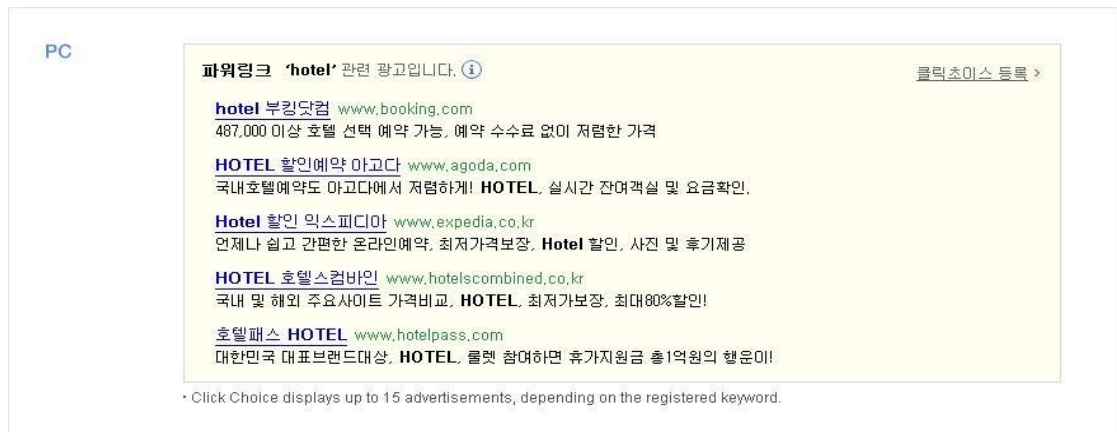 PC
파워링크 'hotel' 관련 광고입니다. i
클릭초이스 등록 >
hotel 부킹닷컴 www.booking.com
487,000 이상 호텔 선택 예약 가능, 예약 수수료 없이 저렴한 가격
HOTEL 할인예약 아고다 www.agoda.com
국내호텔예약도 아고다에서 저렴하게! HOTEL, 실시간 잔여객실 및 요금확인.
Hotel 할인 익스피디아 www.expedia.co.kr
언제나 쉽고 간편한 온라인예약, 최저가격보장, Hotel 할인, 사진 및 후기제공
HOTEL 호텔스컴바인 www.hotelscombined.co.kr
국내 및 해외 주요사이트 가격비교, HOTEL, 최저가보장, 최대80%할인!
호텔패스 HOTEL www.hotelpass.com
대한민국 대표브랜드대상, HOTEL, 룰렛 참여하면 휴가지원금 총1억원의 행운이!
• Click Choice displays up to 15 advertisements, depending on the registered keyword.